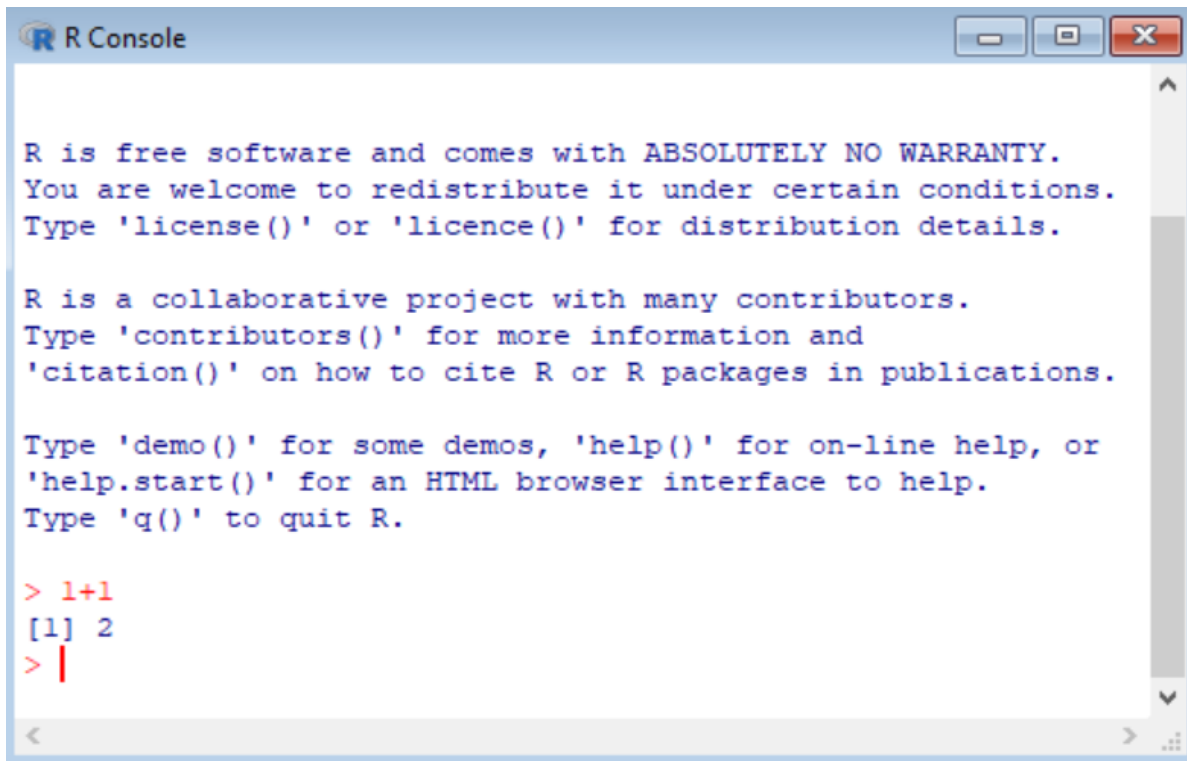 R Console
R is free software and comes with ABSOLUTELY NO WARRANTY.
You are welcome to redistribute it under certain conditions.
Type 'license()' or 'licence()' for distribution details.
R is a collaborative project with many contributors.
Type 'contributors()' for more information and
'citation()' on how to cite R or R packages in publications.
Type 'demo()' for some demos, 'help()' for on-line help, or
'help.start()' for an HTML browser interface to help.
Type 'q()' to quit R.
> 1+1
[1] 2
>